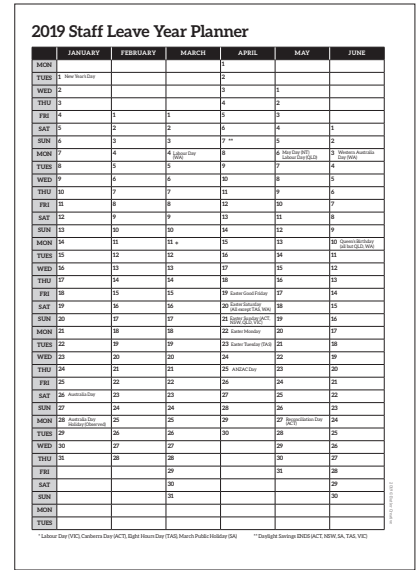 2019 Staff Leave Year Planner
JANUARY FEBRUARY MARCH APRIL MAY JUNE
MON 1
TUES 1 New Year's Day 2
WED 2 3 1
THU 3 4 2
FRI 4 1 1 5 3
SAT 5 2 2 6 4 1
SUN 6 3 3 7 ** 5 2
MON 7 4 4 Labour Day (WA) 8 6 May Day (NT) Labour Day (QLD) 3 Western Australia Day (WA)
TUES 8 5 5 9 7 4
WED 9 6 6 10 8 5
THU 10 7 7 11 9 6
FRI 11 8 8 12 10 7
SAT 12 9 9 13 11 8
SUN 13 10 10 14 12 9
MON 14 11 11 * 15 13 10 Queen's Birthday (all but QLD, WA)
TUES 15 12 12 16 14 11
WED 16 13 13 17 15 12
THU 17 14 14 18 16 13
FRI 18 15 15 19 Easter Good Friday 17 14
SAT 19 16 16 20 Easter Saturday (All except TAS, WA) 18 15
SUN 20 17 17 21 Easter Sunday (ACT, NSW, QLD, VIC) 19 16
MON 21 18 18 22 Easter Monday 20 17
TUES 22 19 19 23 Easter Tuesday (TAS) 21 18
WED 23 20 20 24 22 19
THU 24 21 21 25 ANZAC Day 23 20
FRI 25 22 22 26 24 21
SAT 26 Australia Day 23 23 27 25 22
SUN 27 24 24 28 26 23
MON 28 Australia Day Holiday (Observed) 25 25 29 27 Reconciliation Day (ACT) 24
TUES 29 26 26 30 28 25
WED 30 27 27 29 26
THU 31 28 28 30 27
FRI 29 31 28
SAT 30 29
SUN 31 30
MON
TUES
* Labour Day (VIC), Canberra Day (ACT), Eight Hours Day (TAS), March Public Holiday (SA) ** Daylight Savings ENDS (ACT, NSW, SA, TAS, VIC)